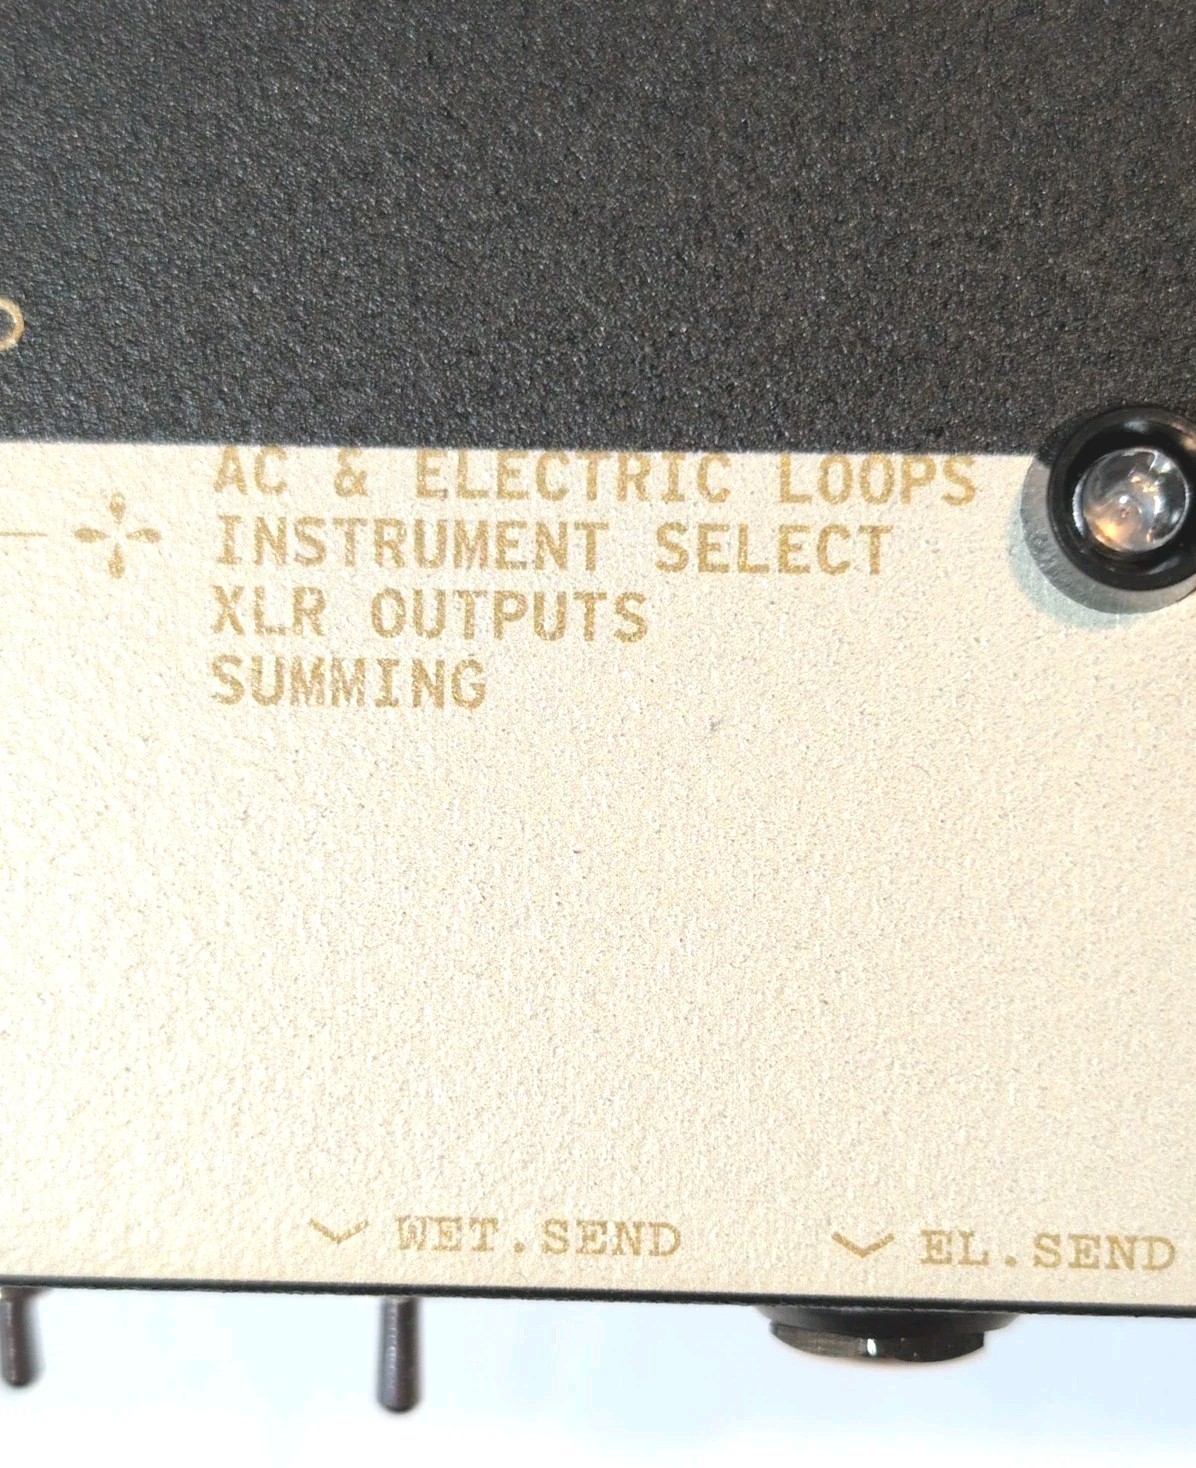 AC & ELECTRIC LOOPS
INSTRUMENT SELECT
XLR OUTPUTS
SUMMING
WET.SEND
EL.SEND